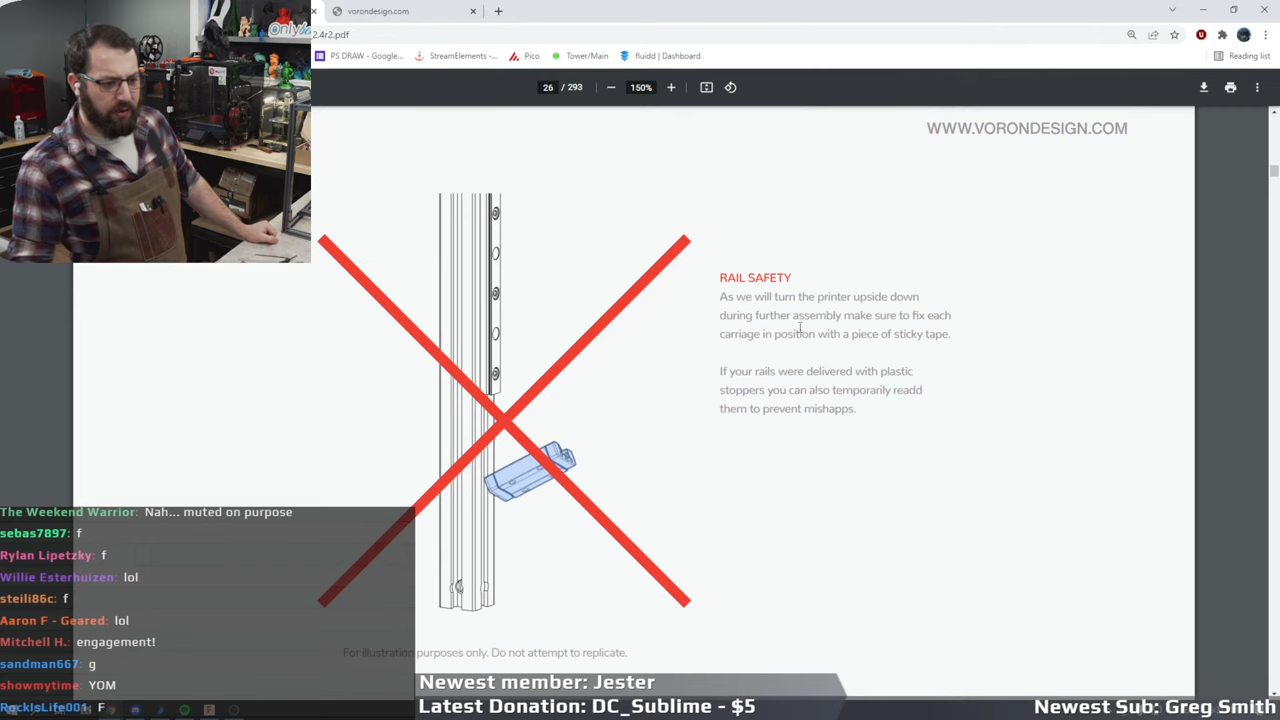 vorondesign.com
2.4r2.pdf
PS DRAW - Google...
StreamElements -...
Pico
Tower/Main
fluidd | Dashboard
Reading list
26 / 293
150%
WWW.VORONDESIGN.COM
RAIL SAFETY
As we will turn the printer upside down
during further assembly make sure to fix each
carriage in position with a piece of sticky tape.
If your rails were delivered with plastic
stoppers you can also temporarily readd
them to prevent mishapps.
For illustration purposes only. Do not attempt to replicate.
The Weekend Warrior: Nah... muted on purpose
sebas7897: f
Rylan Lipetzky: f
Willie Esterhuizen: lol
steili86c: f
Aaron F - Geared: lol
Mitchell H.: engagement!
sandman667: g
showmytime: YOM
RockIsLife001: F
Newest member: Jester
Latest Donation: DC_Sublime - $5
Newest Sub: Greg Smith